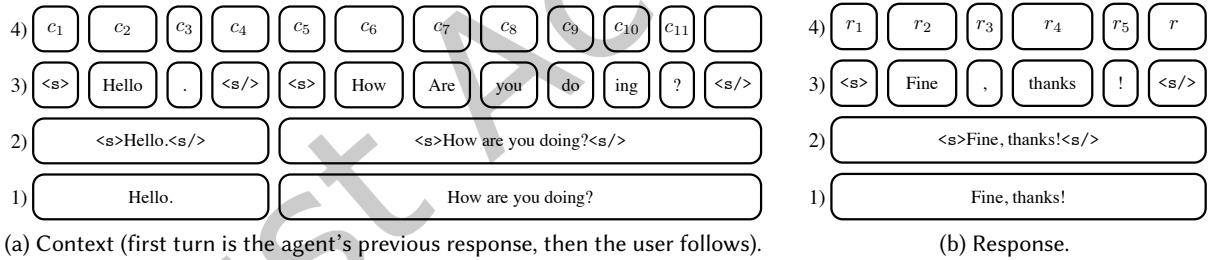 4) c₁ c₂ c₃ c₄ c₅ c₆ c₇ c₈ c₉ c₁₀ c₁₁
3) <s> Hello . <s/> <s> How Are you do ing ? <s/>
2) <s>Hello.<s/> <s>How are you doing?<s/>
1) Hello. How are you doing?
(a) Context (first turn is the agent's previous response, then the user follows).
4) r₁ r₂ r₃ r₄ r₅ r
3) <s> Fine , thanks ! <s/>
2) <s>Fine, thanks!<s/>
1) Fine, thanks!
(b) Response.